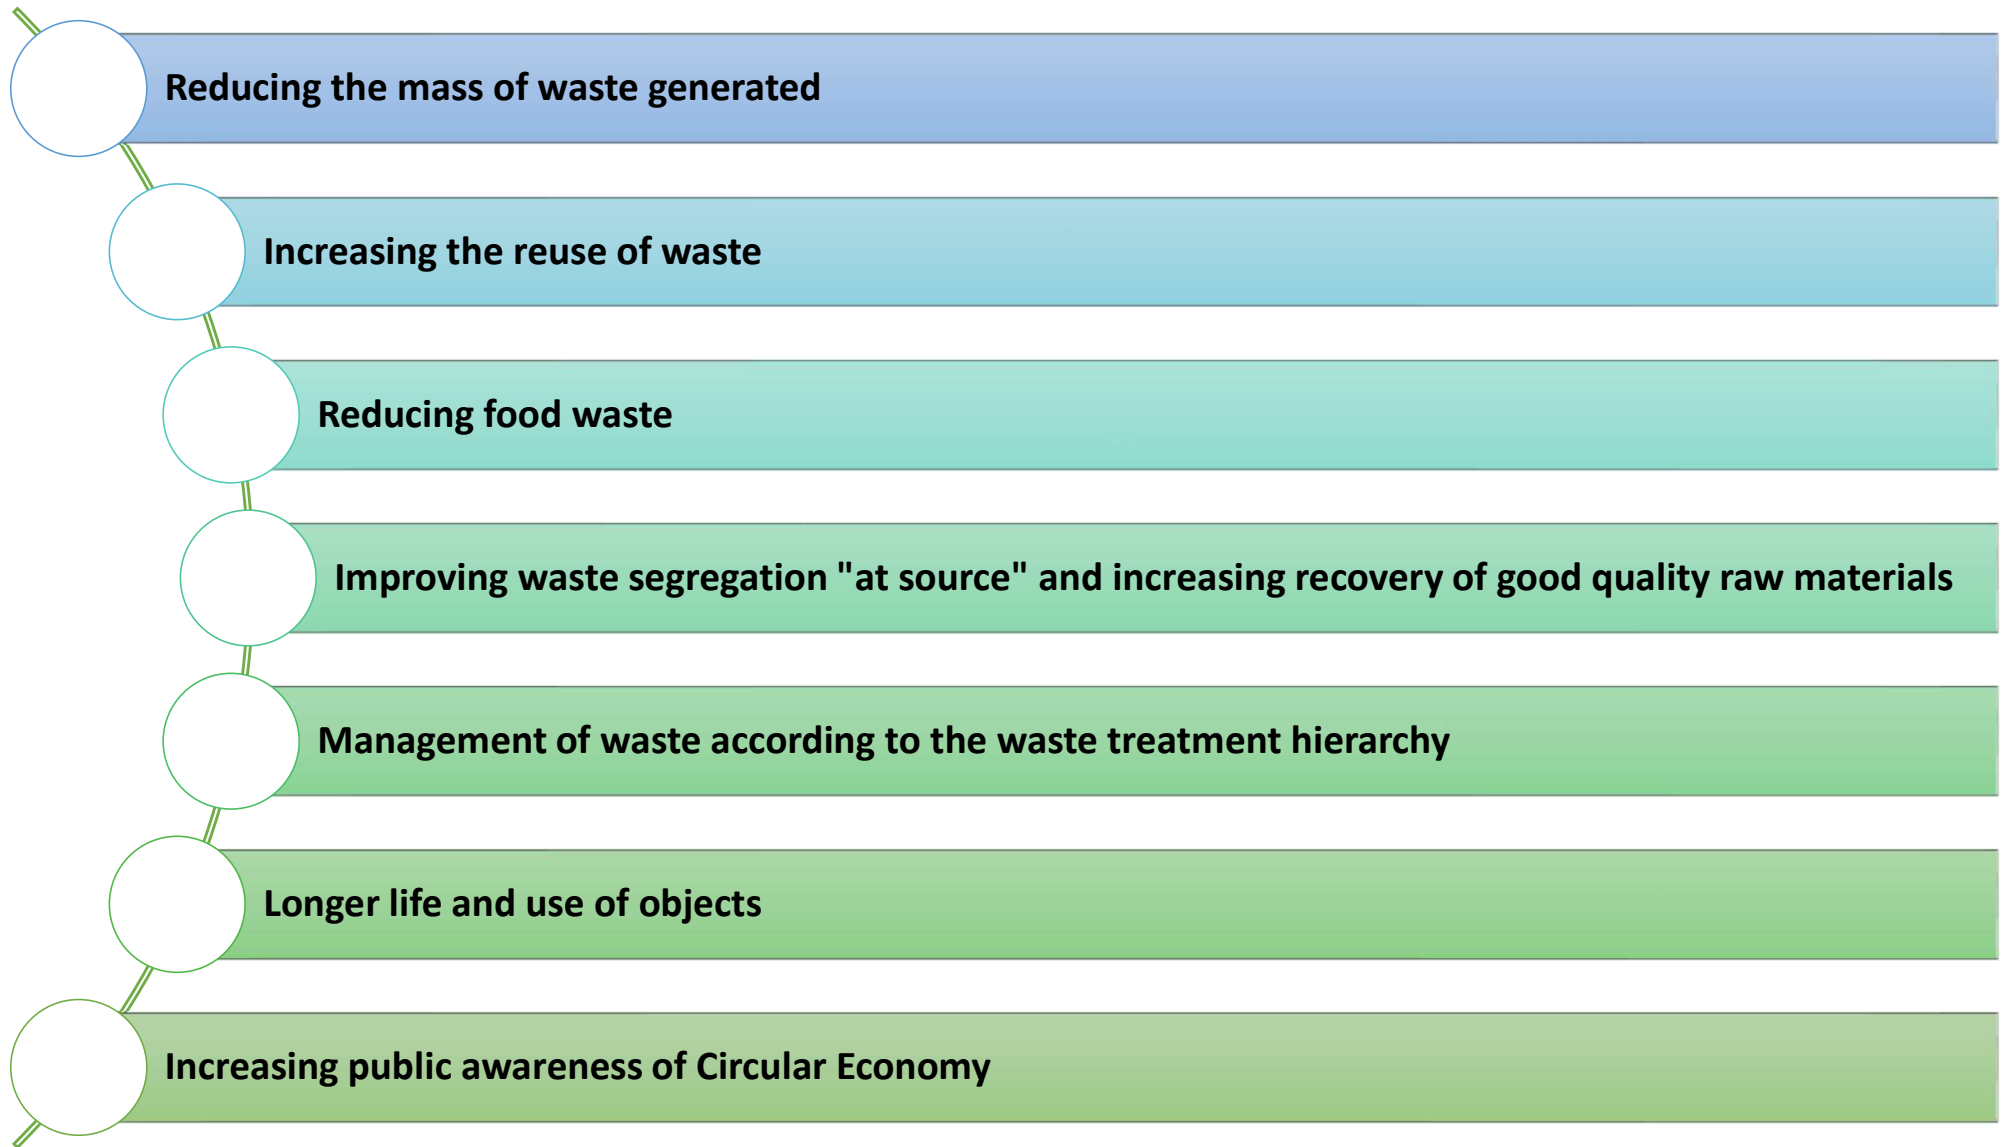 Reducing the mass of waste generated
Increasing the reuse of waste
Reducing food waste
Improving waste segregation "at source" and increasing recovery of good quality raw materials
Management of waste according to the waste treatment hierarchy
Longer life and use of objects
Increasing public awareness of Circular Economy